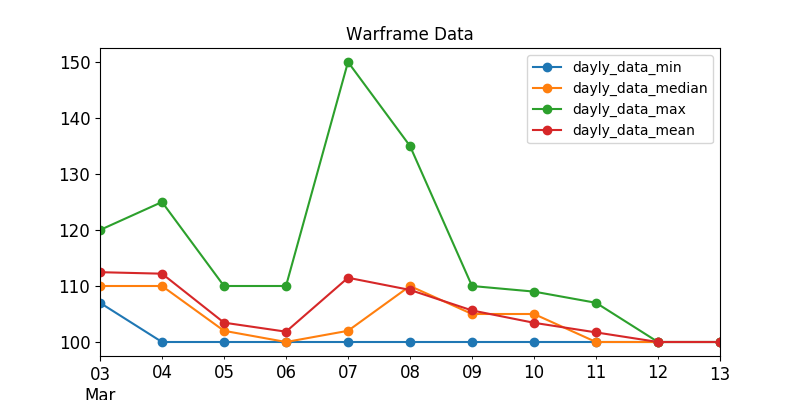 Warframe Data
150
140
130
120
110
100
dayly_data_min
dayly_data_median
dayly_data_max
dayly_data_mean
03 04 05 06 07 08 09 10 11 12 13
Mar